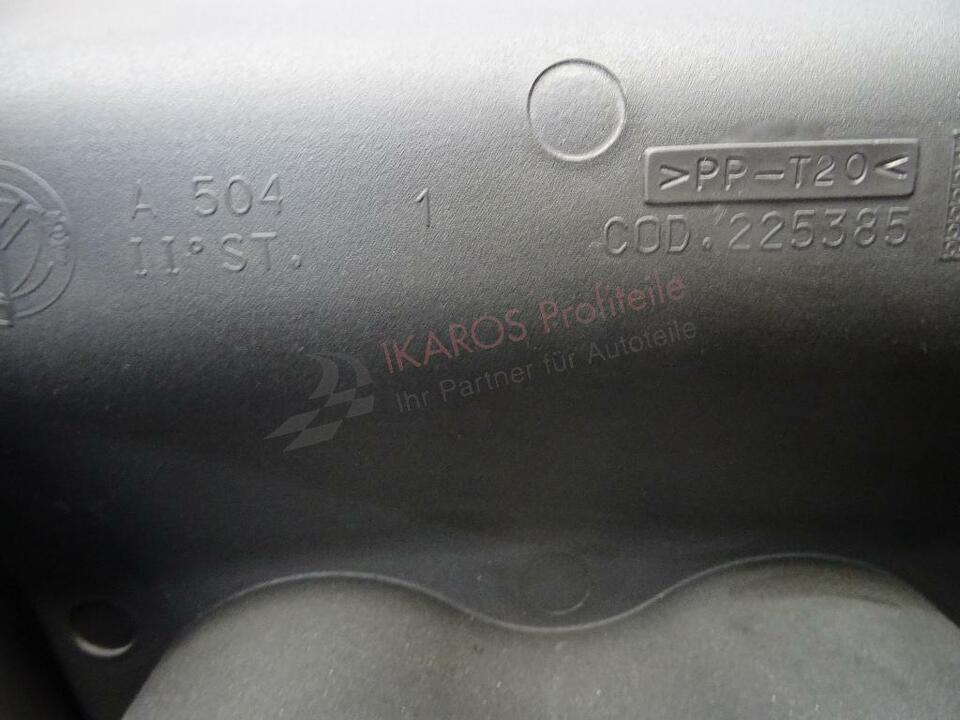 >PP-T20<
A 504
1
COD. 225385
II° ST.
IKAROS Profiteile
Ihr Partner für Autoteile